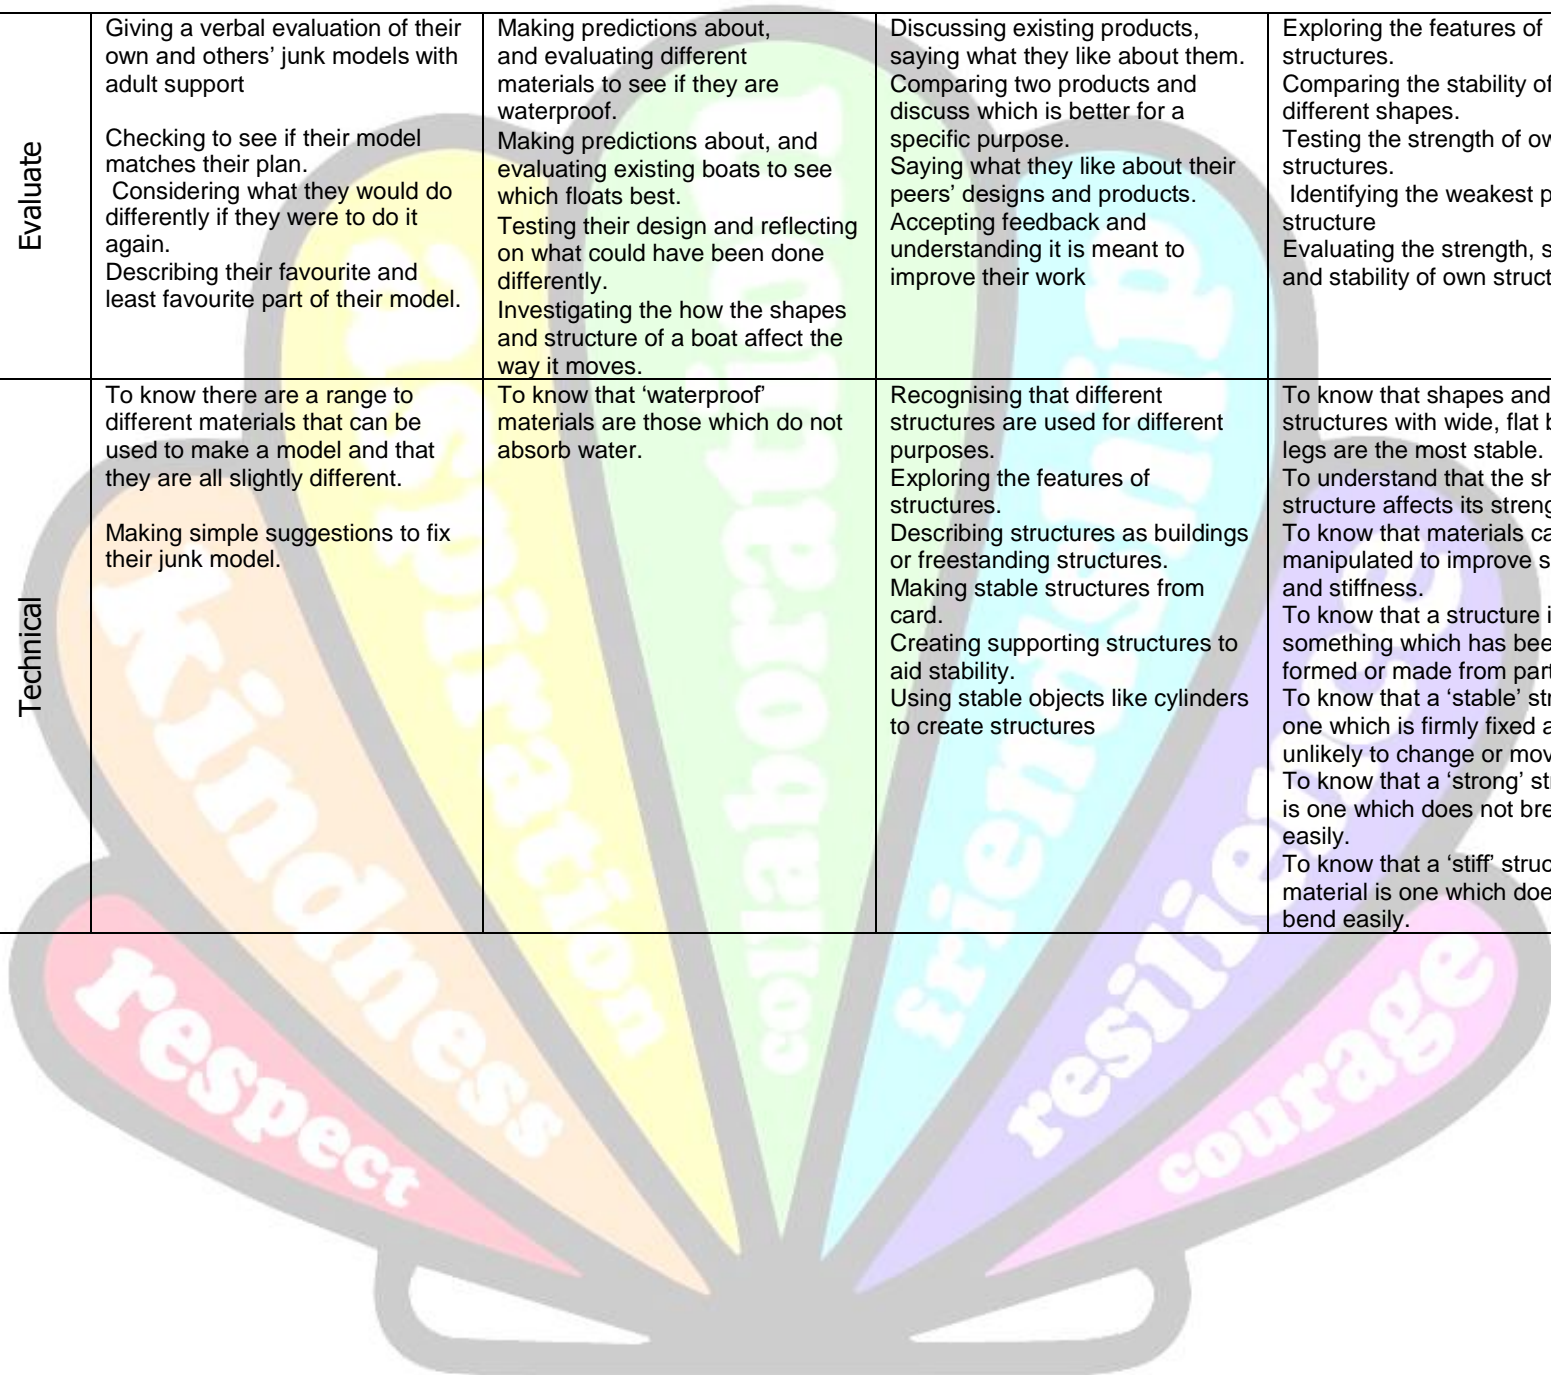 Evaluate
Giving a verbal evaluation of their
own and others’ junk models with
adult support
Checking to see if their model
matches their plan.
Considering what they would do
differently if they were to do it
again.
Describing their favourite and
least favourite part of their model.
Making predictions about,
and evaluating different
materials to see if they are
waterproof.
Making predictions about, and
evaluating existing boats to see
which floats best.
Testing their design and reflecting
on what could have been done
differently.
Investigating the how the shapes
and structure of a boat affect the
way it moves.
Discussing existing products,
saying what they like about them.
Comparing two products and
discuss which is better for a
specific purpose.
Saying what they like about their
peers’ designs and products.
Accepting feedback and
understanding it is meant to
improve their work
Exploring the features of
structures.
Comparing the stability of
different shapes.
Testing the strength of
structures.
Identifying the weakest
structure
Evaluating the strength,
and stability of own
Technical
To know there are a range to
different materials that can be
used to make a model and that
they are all slightly different.
Making simple suggestions to fix
their junk model.
To know that ‘waterproof’
materials are those which do not
absorb water.
Recognising that different
structures are used for different
purposes.
Exploring the features of
structures.
Describing structures as buildings
or freestanding structures.
Making stable structures from
card.
Creating supporting structures to
aid stability.
Using stable objects like cylinders
to create structures
To know that shapes and
structures with wide, flat
legs are the most stable.
To understand that the
structure affects its
To know that materials
manipulated to improve
and stiffness.
To know that a structure
something which has
formed or made from
To know that a ‘stable’
one which is firmly fixed
unlikely to change or
To know that a ‘strong’
is one which does not
easily.
To know that a ‘stiff’
material is one which
bend easily.
respect
kindness
aspiration
collaboration
friendship
resilience
courage